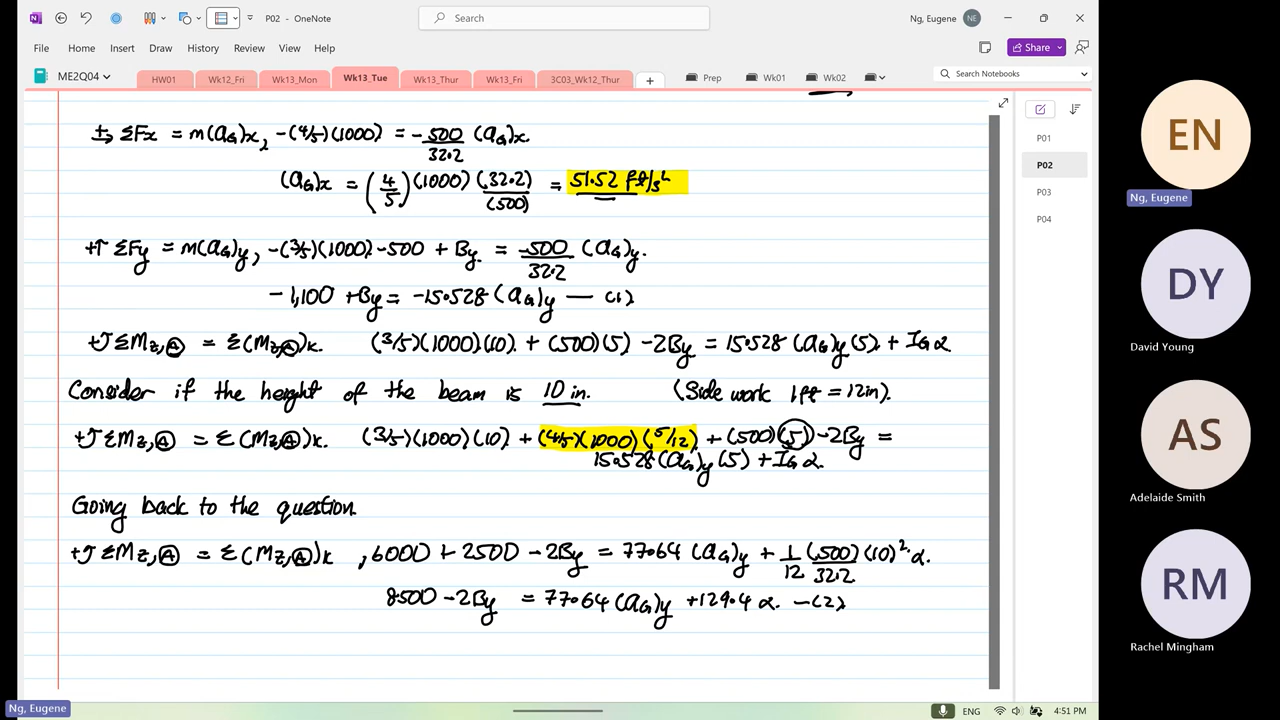 P02 - OneNote
Search
Ng, Eugene NE
File Home Insert Draw History Review View Help
Share
ME2Q04 HW01 Wk12_Fri Wk13_Mon Wk13_Tue Wk13_Thur Wk13_Fri 3C03_Wk12_Thur + Prep Wk01 Wk02 Search Notebooks
P01
P02
P03
P04
→+ ΣFx = m(aG)x, -(4/5)(1000) = -500/32.2 (aG)x.
(aG)x = (4/5)(1000)(32.2)/(500) = 51.52 ft/s²
+↑ ΣFy = m(aG)y, -(3/5)(1000) -500 + By = -500/32.2 (aG)y.
-1,100 + By = -15.528 (aG)y — (1)
+↺ ΣMz,A = Σ(Mz,A)k. (3/5)(1000)(10) + (500)(5) - 2By = 15.528 (aG)y (5) + IG α.
Consider if the height of the beam is 10 in. (Side work 1ft = 12in).
+↺ ΣMz,A = Σ(Mz,A)k. (3/5)(1000)(10) + (4/5)(1000)(5/12) + (500)(5) - 2By =
15.528 (aG)y (5) + IG α.
Going back to the question.
+↺ ΣMz,A = Σ(Mz,A)k, 6000 + 2500 - 2By = 77.64 (aG)y + 1/12 (500)/32.2 (10)² α.
8500 - 2By = 77.64 (aG)y + 129.4 α. — (2)
EN
Ng, Eugene
DY
David Young
AS
Adelaide Smith
RM
Rachel Mingham
Ng, Eugene
ENG 4:51 PM